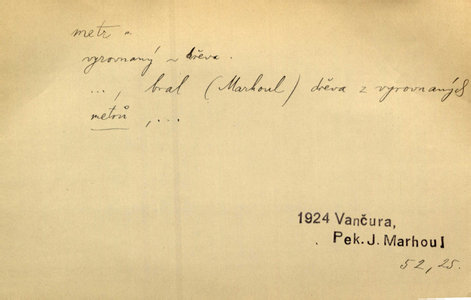 metr
vyrovnaný ~ dřeva.
..., bral (Marhoul) dřeva z vyrovnaných
metrů, ...
1924 Vančura,
Pek. J. Marhoul
52, 25.